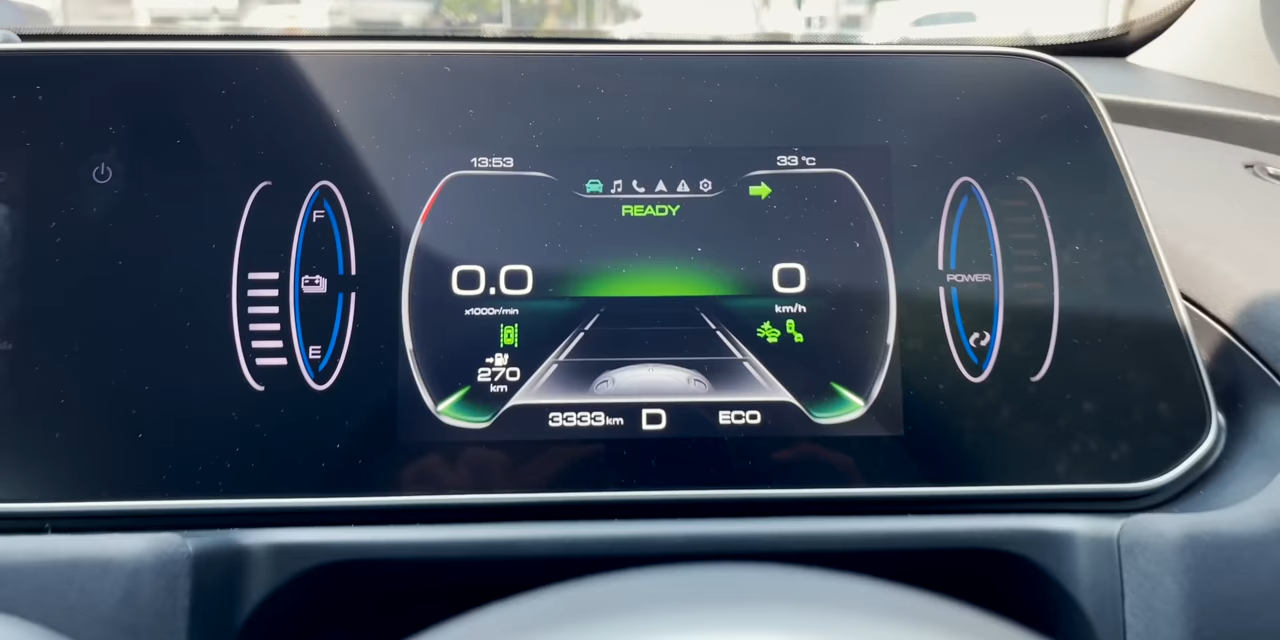 13:53
33 °C
READY
F
E
0.0
x1000r/min
0
km/h
POWER
270
km
3333km D ECO